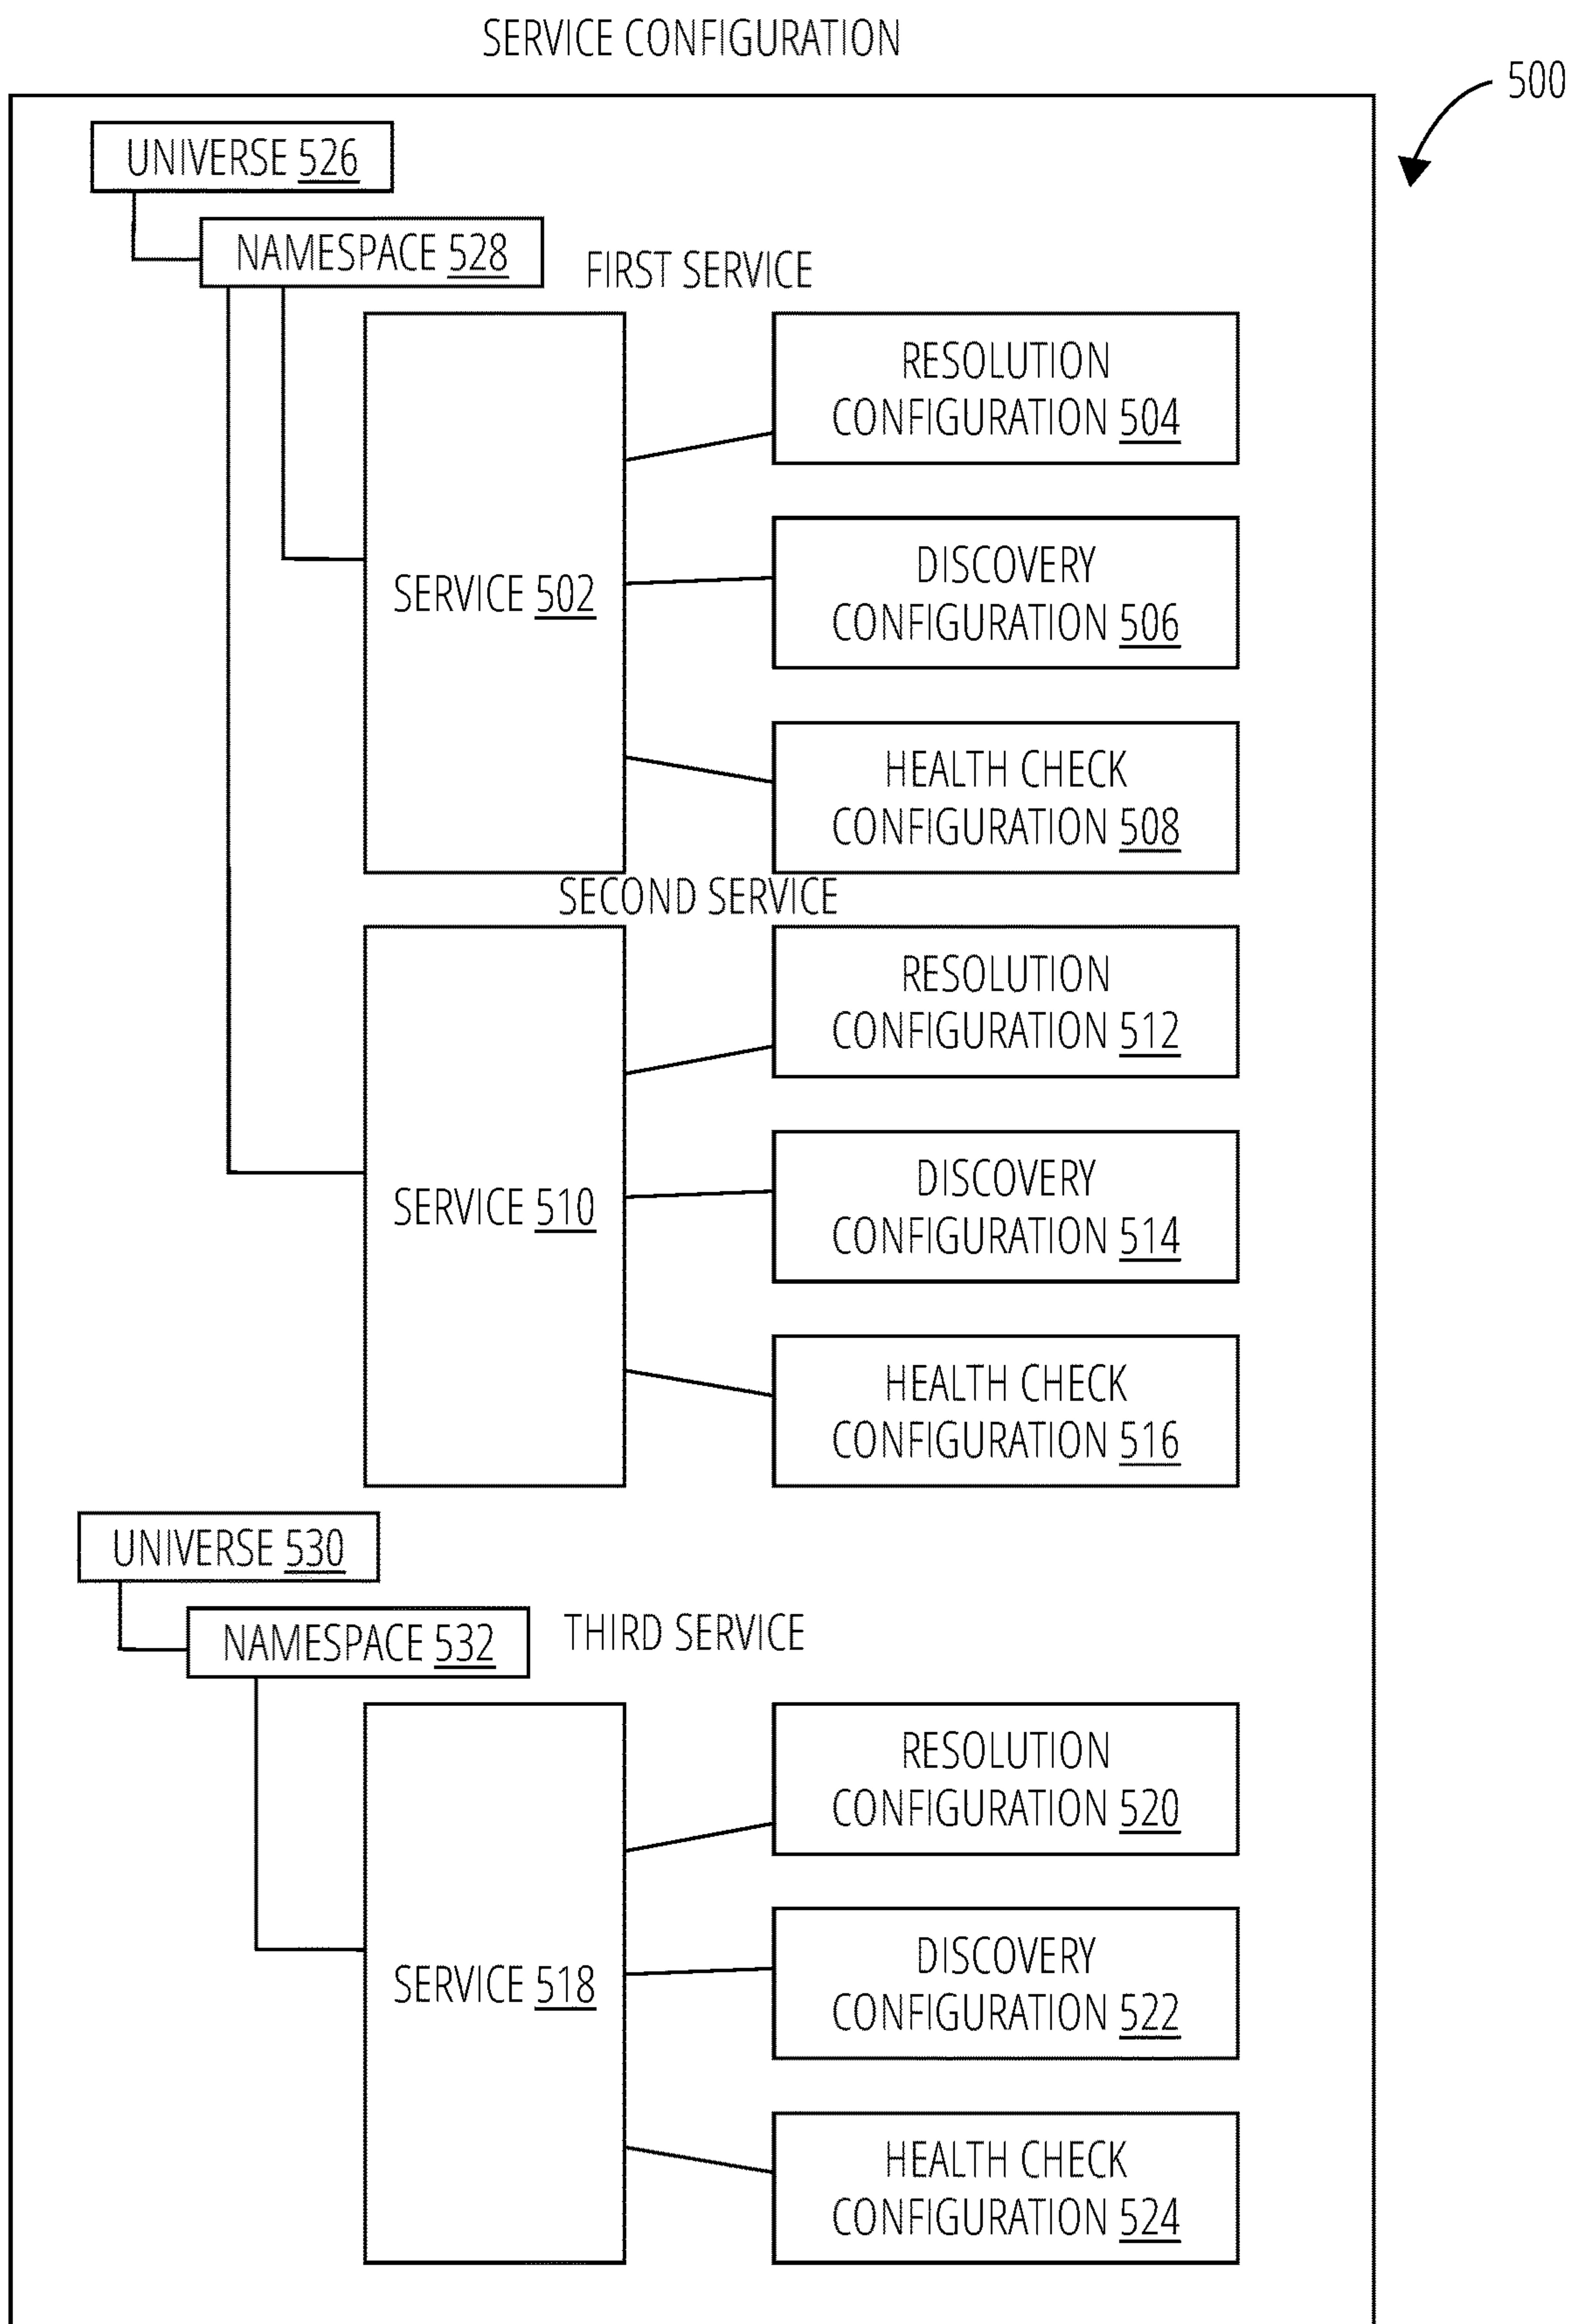 SERVICE CONFIGURATION
500
UNIVERSE 526
NAMESPACE 528
FIRST SERVICE
RESOLUTION
CONFIGURATION 504
DISCOVERY
CONFIGURATION 506
SERVICE 502
HEALTH CHECK
CONFIGURATION 508
SECOND SERVICE
RESOLUTION
CONFIGURATION 512
DISCOVERY
CONFIGURATION 514
SERVICE 510
HEALTH CHECK
CONFIGURATION 516
UNIVERSE 530
NAMESPACE 532
THIRD SERVICE
RESOLUTION
CONFIGURATION 520
DISCOVERY
CONFIGURATION 522
SERVICE 518
HEALTH CHECK
CONFIGURATION 524